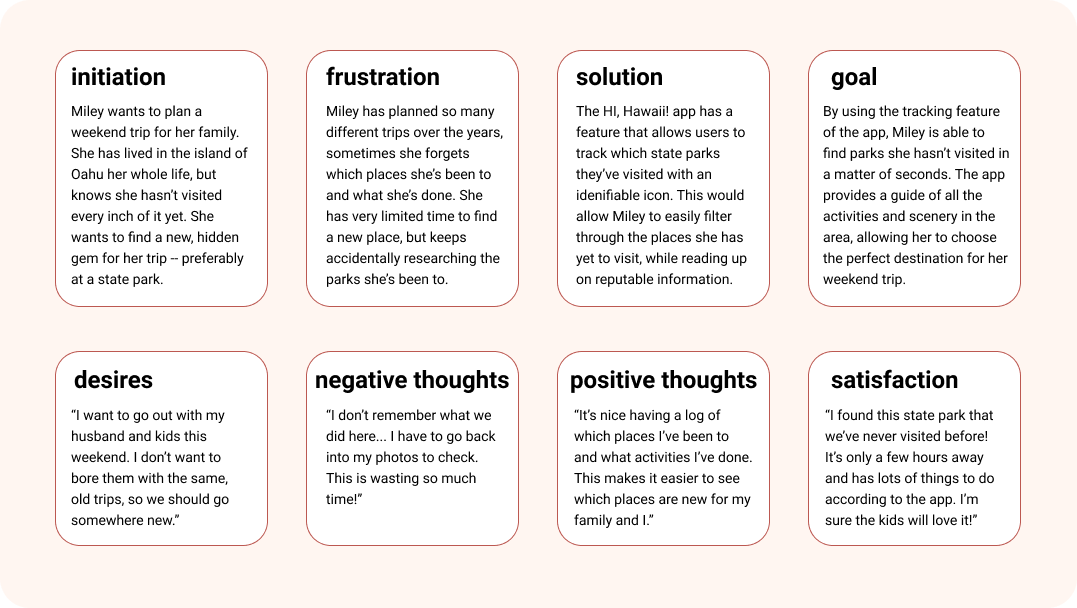 initiation
Miley wants to plan a
weekend trip for her family.
She has lived in the island of
Oahu her whole life, but
knows she hasn’t visited
every inch of it yet. She
wants to find a new, hidden
gem for her trip -- preferably
at a state park.
frustration
Miley has planned so many
different trips over the years,
sometimes she forgets
which places she’s been to
and what she’s done. She
has very limited time to find
a new place, but keeps
accidentally researching the
parks she’s been to.
solution
The HI, Hawaii! app has a
feature that allows users to
track which state parks
they’ve visited with an
idenifiable icon. This would
allow Miley to easily filter
through the places she has
yet to visit, while reading up
on reputable information.
goal
By using the tracking feature
of the app, Miley is able to
find parks she hasn’t visited in
a matter of seconds. The app
provides a guide of all the
activities and scenery in the
area, allowing her to choose
the perfect destination for her
weekend trip.
desires
“I want to go out with my
husband and kids this
weekend. I don’t want to
bore them with the same,
old trips, so we should go
somewhere new.”
negative thoughts
“I don’t remember what we
did here... I have to go back
into my photos to check.
This is wasting so much
time!”
positive thoughts
“It’s nice having a log of
which places I’ve been to
and what activities I’ve done.
This makes it easier to see
which places are new for my
family and I.”
satisfaction
“I found this state park that
we’ve never visited before!
It’s only a few hours away
and has lots of things to do
according to the app. I’m
sure the kids will love it!”